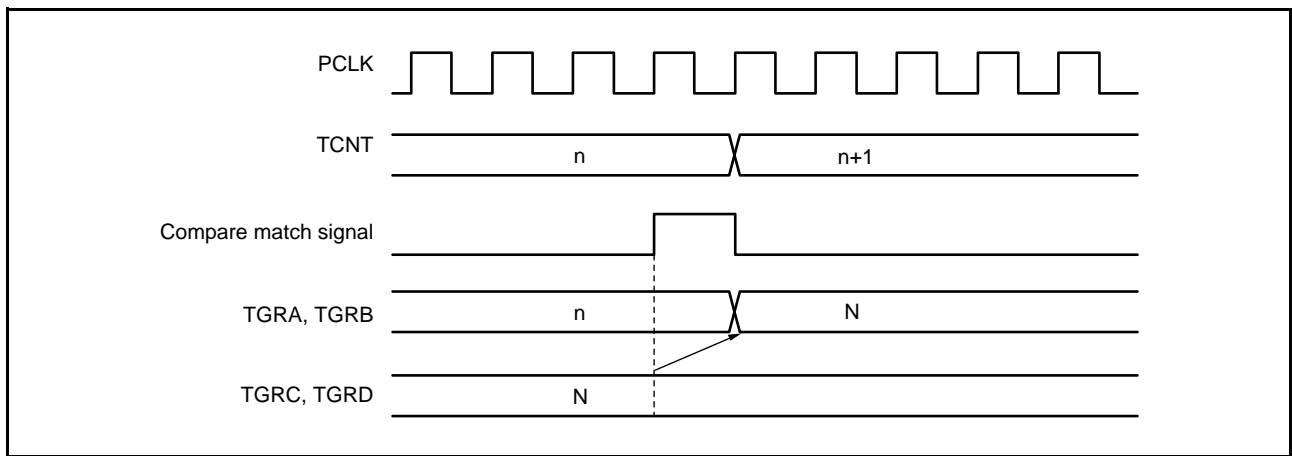 PCLK
TCNT n n+1
Compare match signal
TGRA, TGRB n N
TGRC, TGRD N